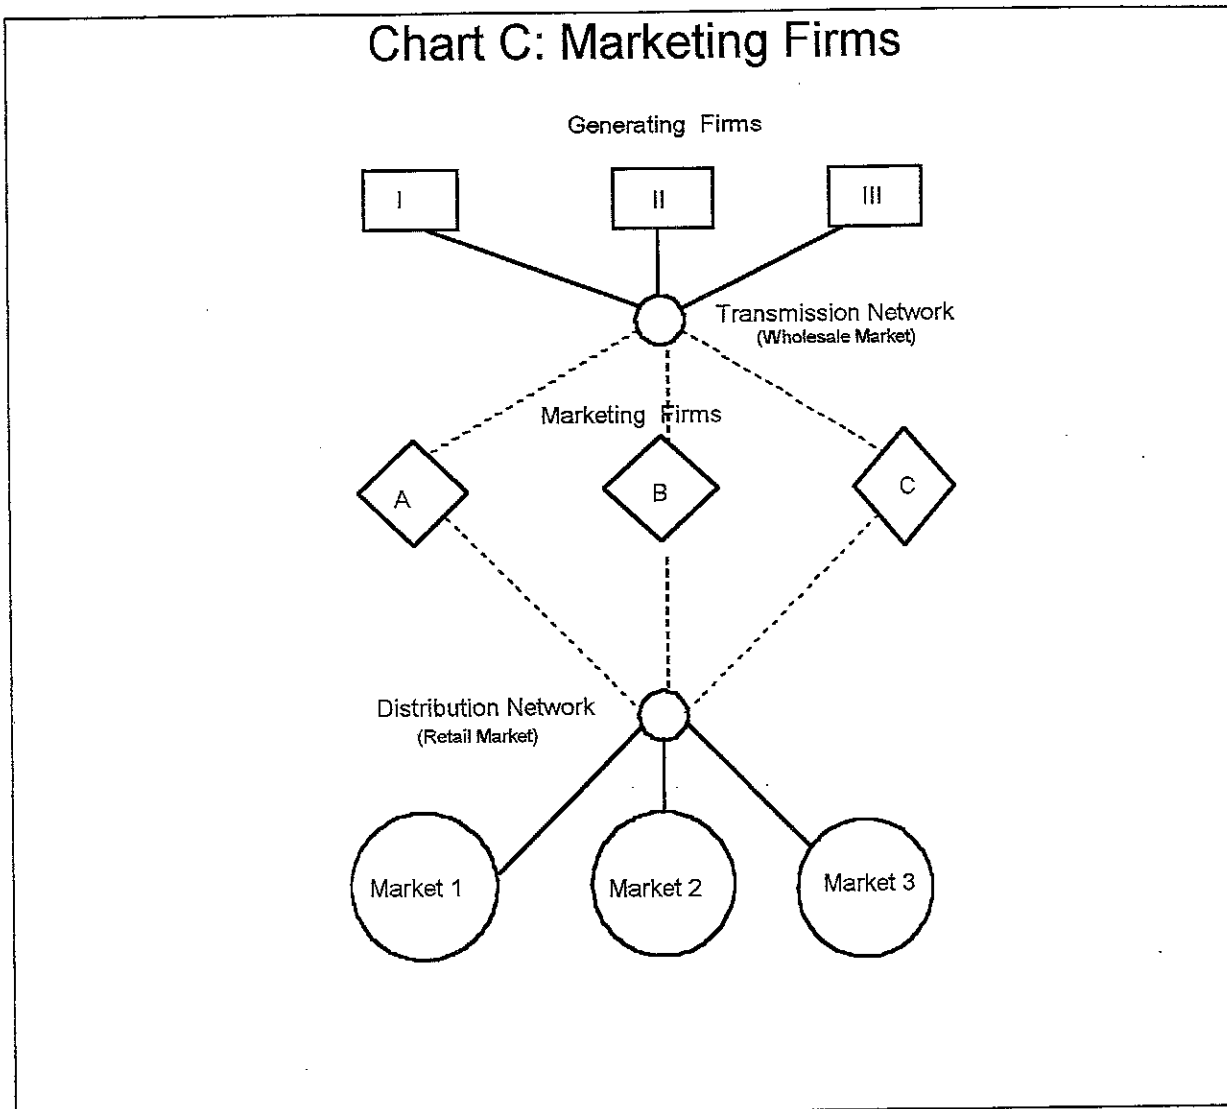 Chart C: Marketing Firms
Generating Firms
I
II
III
Transmission Network
(Wholesale Market)
Marketing Firms
A
B
C
Distribution Network
(Retail Market)
Market 1
Market 2
Market 3